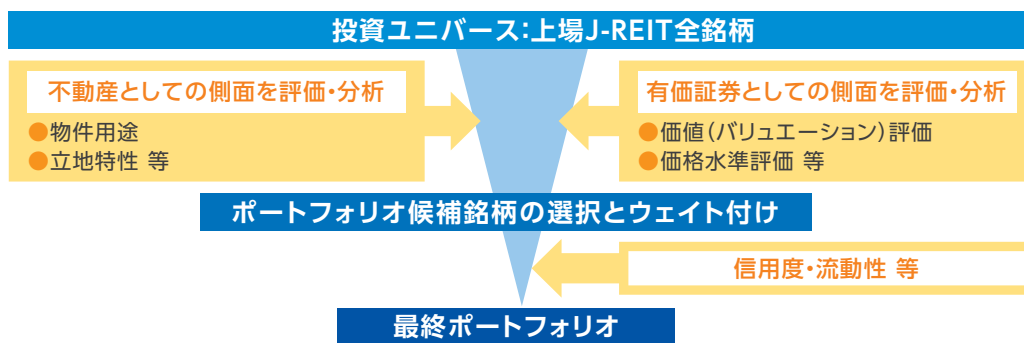 投資ユニバース:上場J-REIT全銘柄
不動産としての側面を評価・分析
●物件用途
●立地特性 等
有価証券としての側面を評価・分析
●価値(バリュエーション)評価
●価格水準評価 等
ポートフォリオ候補銘柄の選択とウェイト付け
信用度・流動性 等
最終ポートフォリオ